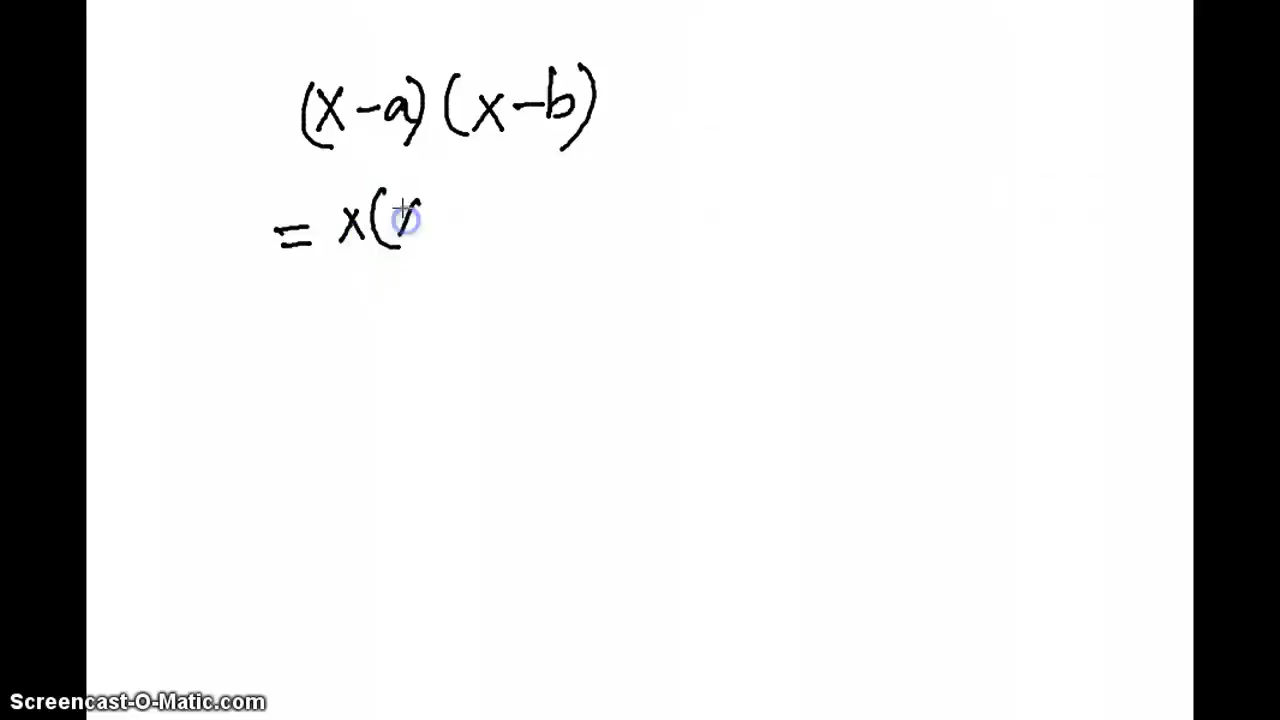 (x-a)(x-b)
= x(
Screencast-O-Matic.com